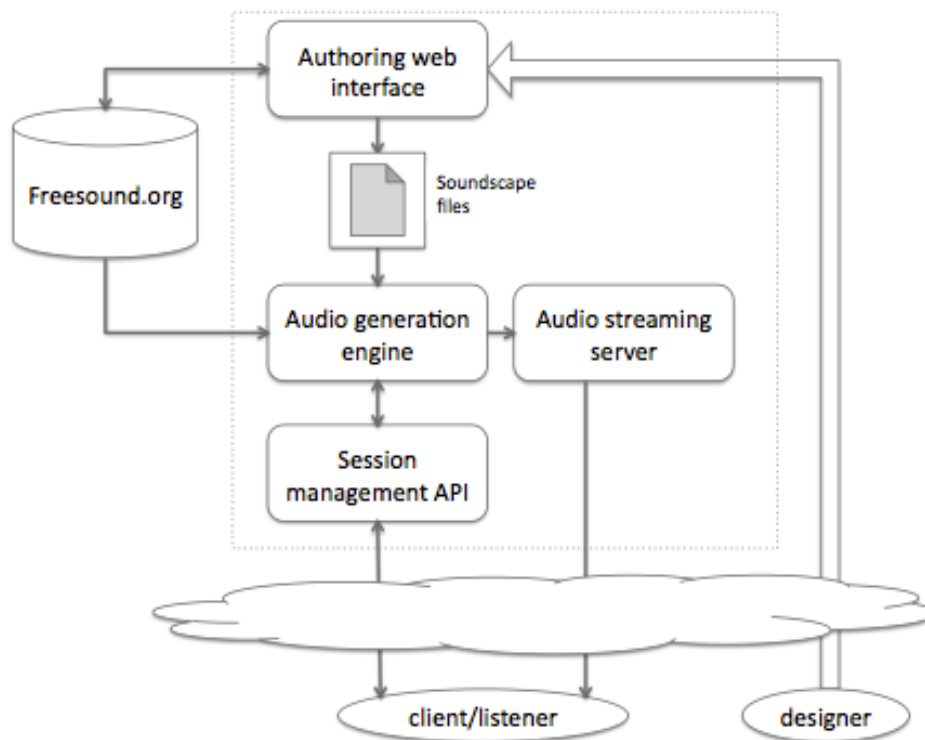 Authoring web
interface
Freesound.org
Soundscape
files
Audio generation
engine
Audio streaming
server
Session
management API
client/listener
designer